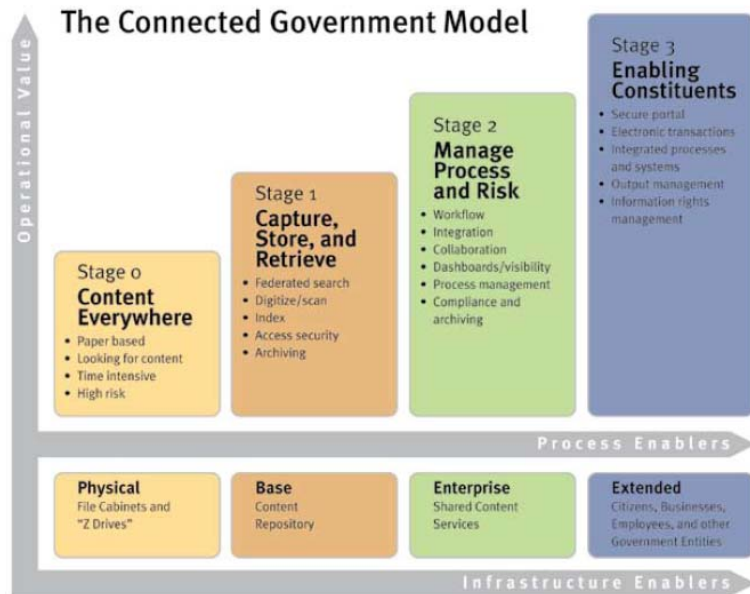 The Connected Government Model
Operational Value
Stage 0
Content
Everywhere
• Paper based
• Looking for content
• Time intensive
• High risk
Stage 1
Capture,
Store, and
Retrieve
• Federated search
• Digitize/scan
• Index
• Access security
• Archiving
Stage 2
Manage
Process
and Risk
• Workflow
• Integration
• Collaboration
• Dashboards/visibility
• Process management
• Compliance and
archiving
Stage 3
Enabling
Constituents
• Secure portal
• Electronic transactions
• Integrated processes
and systems
• Output management
• Information rights
management
Process Enablers
Physical
File Cabinets and
"Z Drives"
Base
Content
Repository
Enterprise
Shared Content
Services
Extended
Citizens, Businesses,
Employees, and other
Government Entities
Infrastructure Enablers